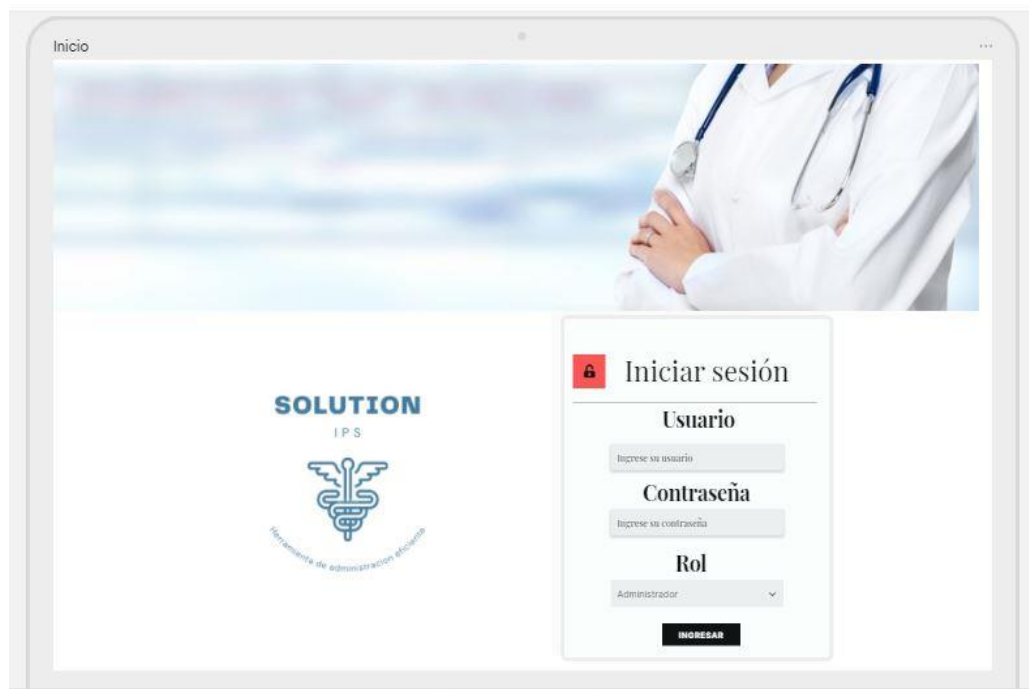 Inicio
SOLUTION
IPS
Herramienta de administracion eficiente
Iniciar sesión
Usuario
Ingrese su usuario
Contraseña
Ingrese su contraseña
Rol
Administrador
INGRESAR